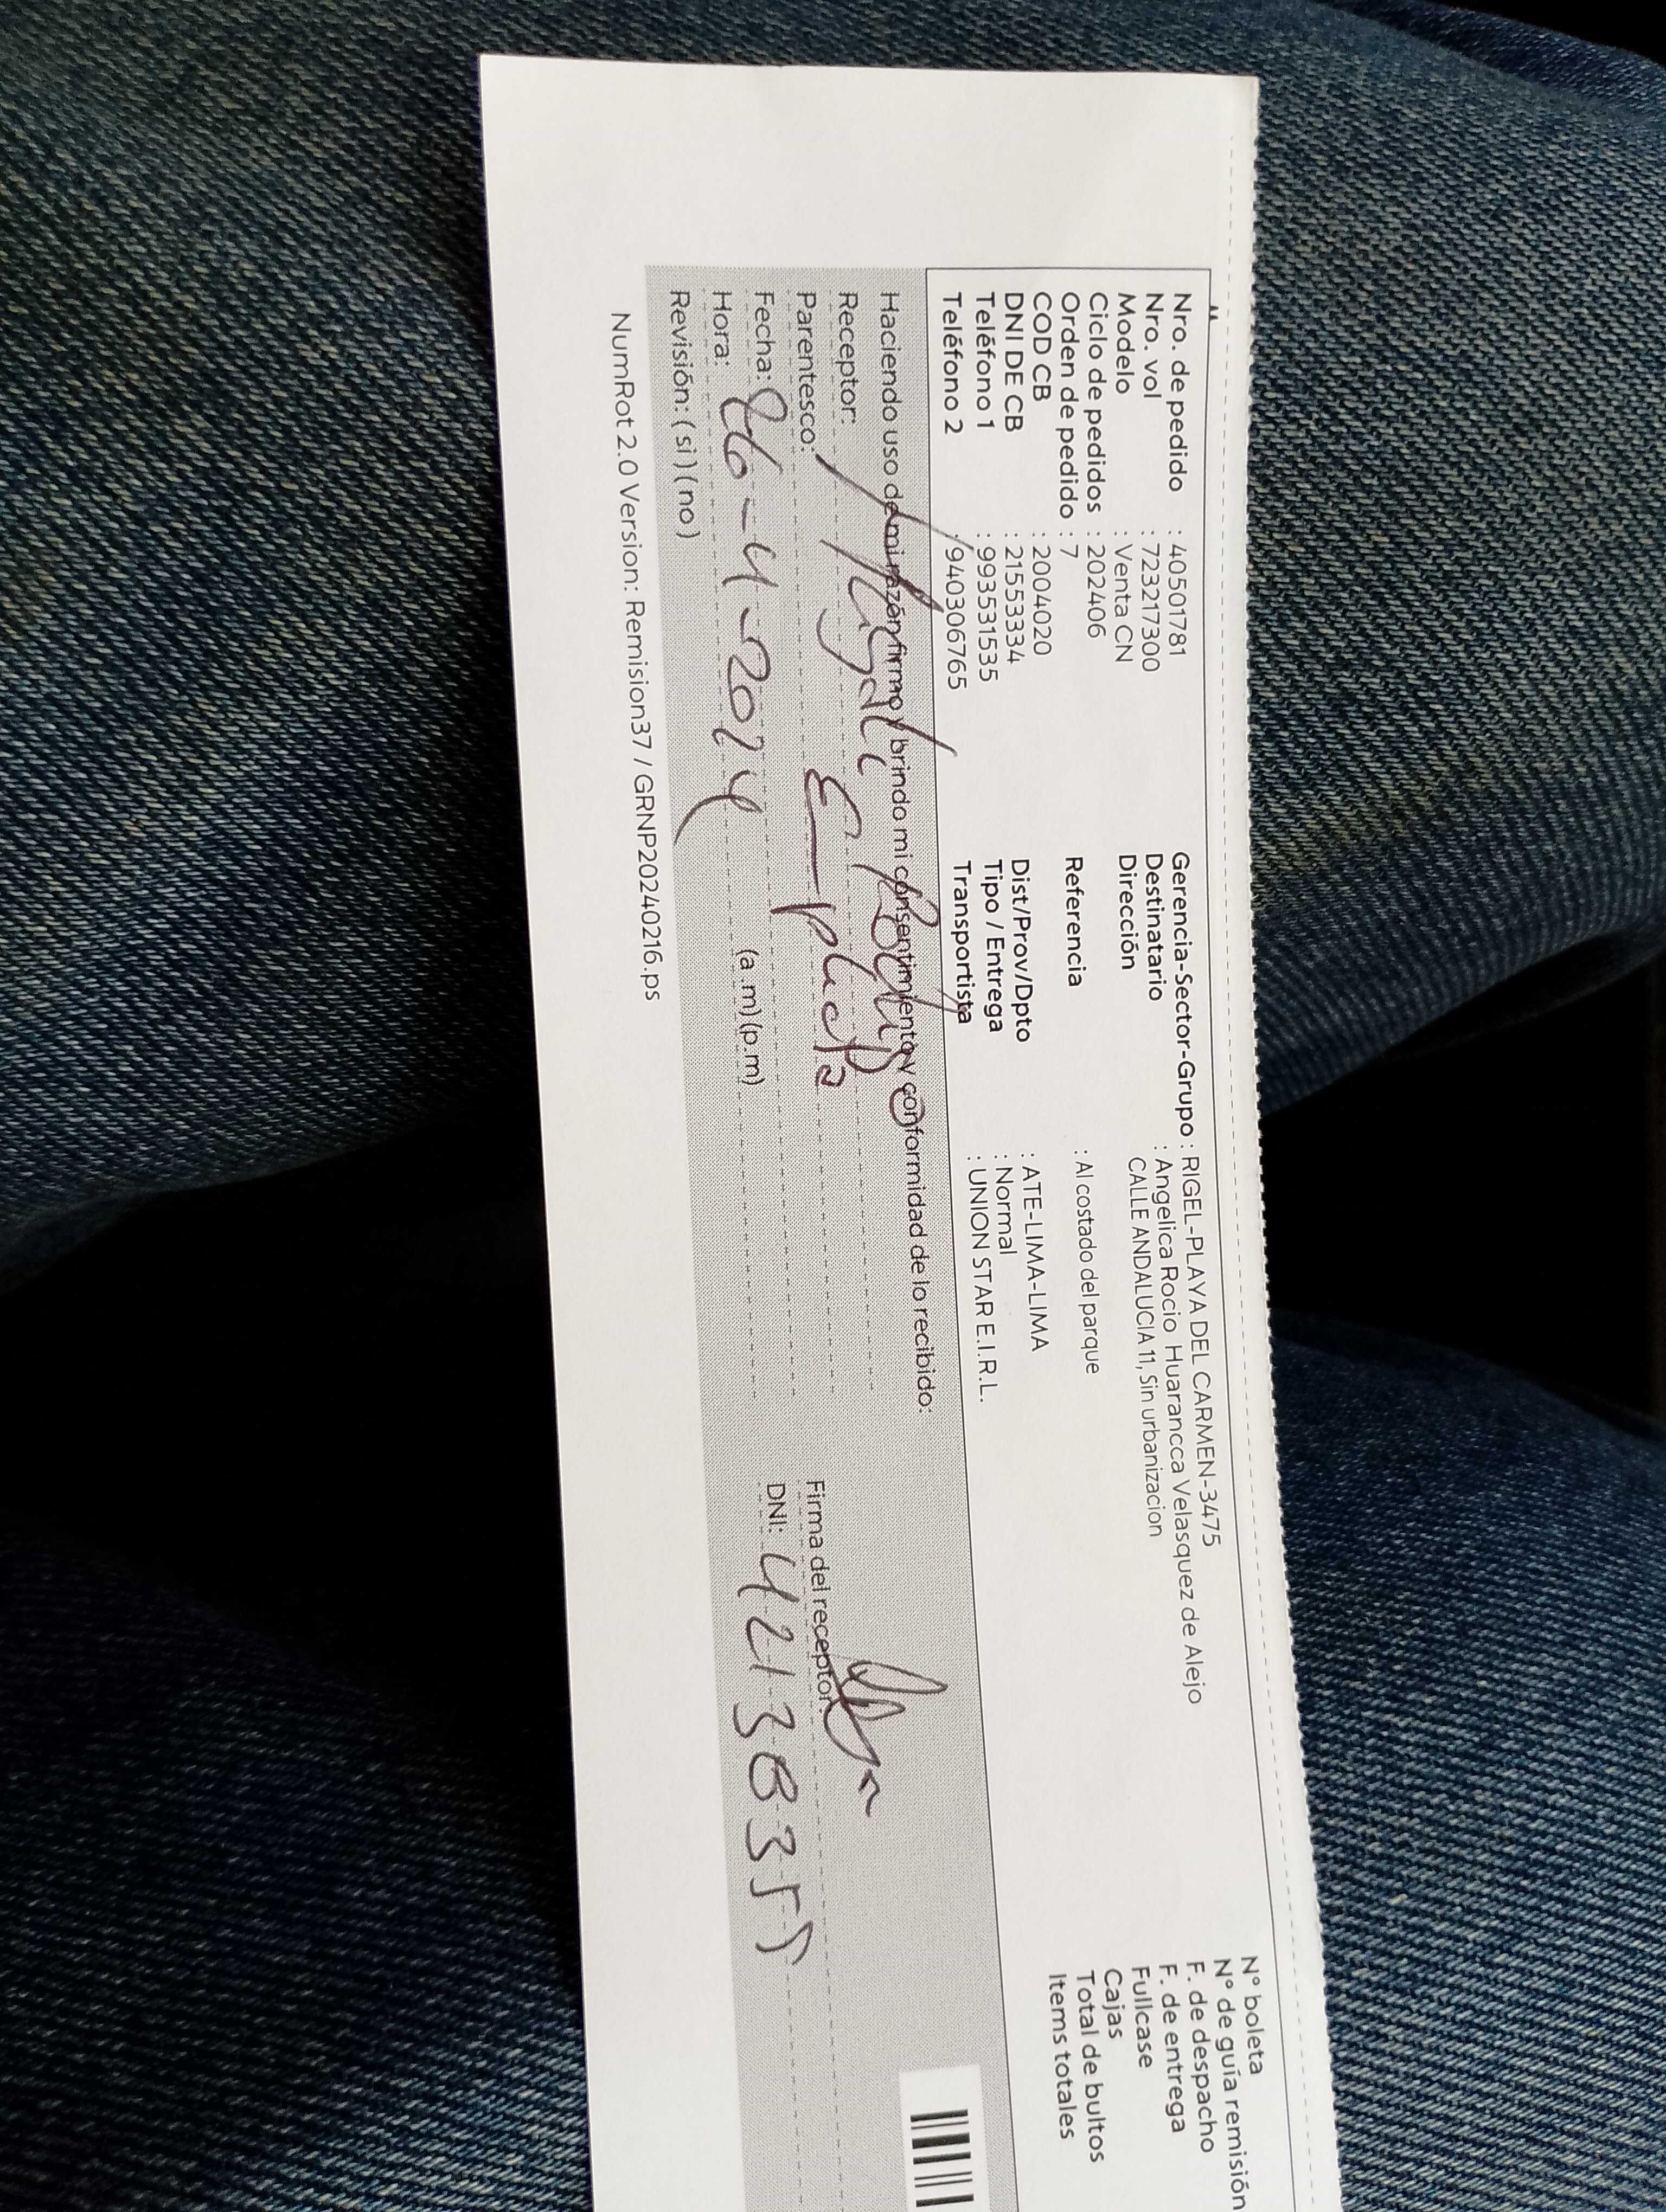 Nro. de pedido : 40501781
Nro. vol : 723217300
Modelo : Venta CN
Ciclo de pedidos : 202406
Orden de pedido : 7
COD CB : 2004020
DNI DE CB : 21553334
Teléfono 1 : 993531535
Teléfono 2 : 940306765
Gerencia-Sector-Grupo : RIGEL-PLAYA DEL CARMEN-3475
Destinatario : Angelica Rocio Huarancca Velasquez de Alejo
Dirección CALLE ANDALUCIA 11, Sin urbanizacion
Referencia : Al costado del parque
Dist/Prov/Dpto : ATE-LIMA-LIMA
Tipo / Entrega : Normal
Transportista : UNION STAR E.I.R.L.
N° boleta
N° de guía remisión
F. de despacho
F. de entrega
Fullcase
Cajas
Total de bultos
Items totales
Haciendo uso de mi razón firmo y brindo mi consentimiento y conformidad de lo recibido:
Receptor:
Parentesco:
Fecha: 26-4-2024
Hora: (a.m)(p.m)
Revisión: (si)(no)
Firma del receptor
DNI:
NumRot 2.0 Version: Remision37 / GRNP20240216.ps